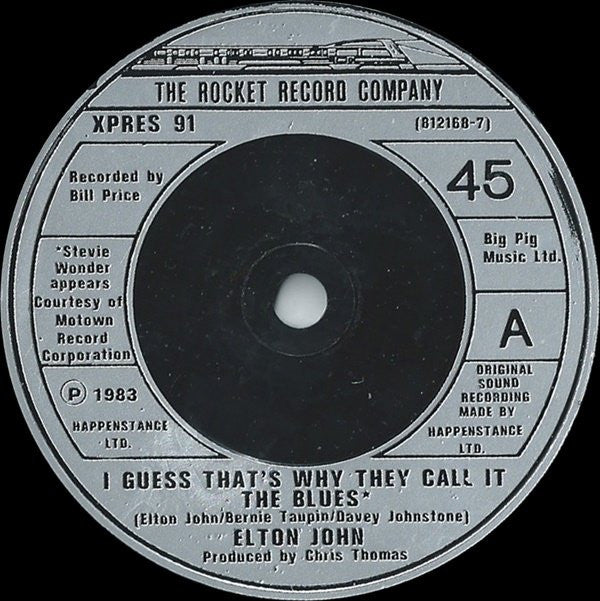 THE ROCKET RECORD COMPANY
XPRES 91
(812168-7)
Recorded by
Bill Price
45
*Stevie
Wonder
appears
Courtesy of
Motown
Record
Corporation
Big Pig
Music Ltd.
A
Ⓟ 1983
HAPPENSTANCE
LTD.
ORIGINAL
SOUND
RECORDING
MADE BY
HAPPENSTANCE
LTD.
I GUESS THAT'S WHY THEY CALL IT
THE BLUES*
(Elton John/Bernie Taupin/Davey Johnstone)
ELTON JOHN
Produced by Chris Thomas